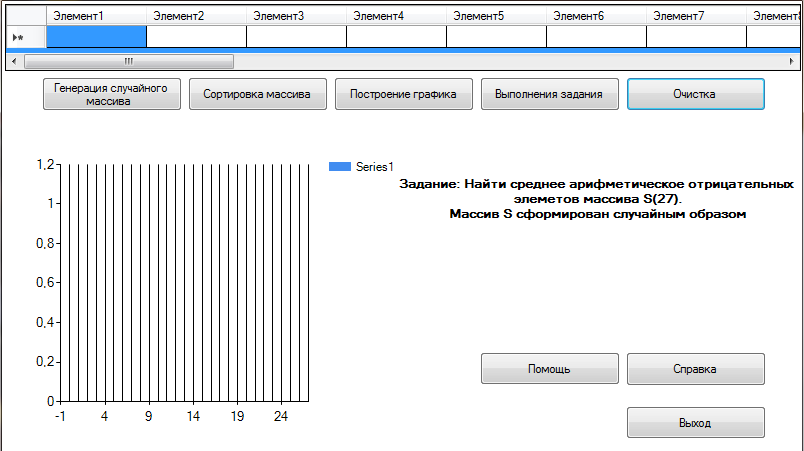 Элемент1 Элемент2 Элемент3 Элемент4 Элемент5 Элемент6 Элемент7 Элемент8
Генерация случайного
массива
Сортировка массива
Построение графика
Выполнения задания
Очистка
1,2
1
0,8
0,6
0,4
0,2
0
-1 4 9 14 19 24
Series1
Задание: Найти среднее арифметическое отрицательных
элеметов массива S(27).
Массив S сформирован случайным образом
Помощь
Справка
Выход